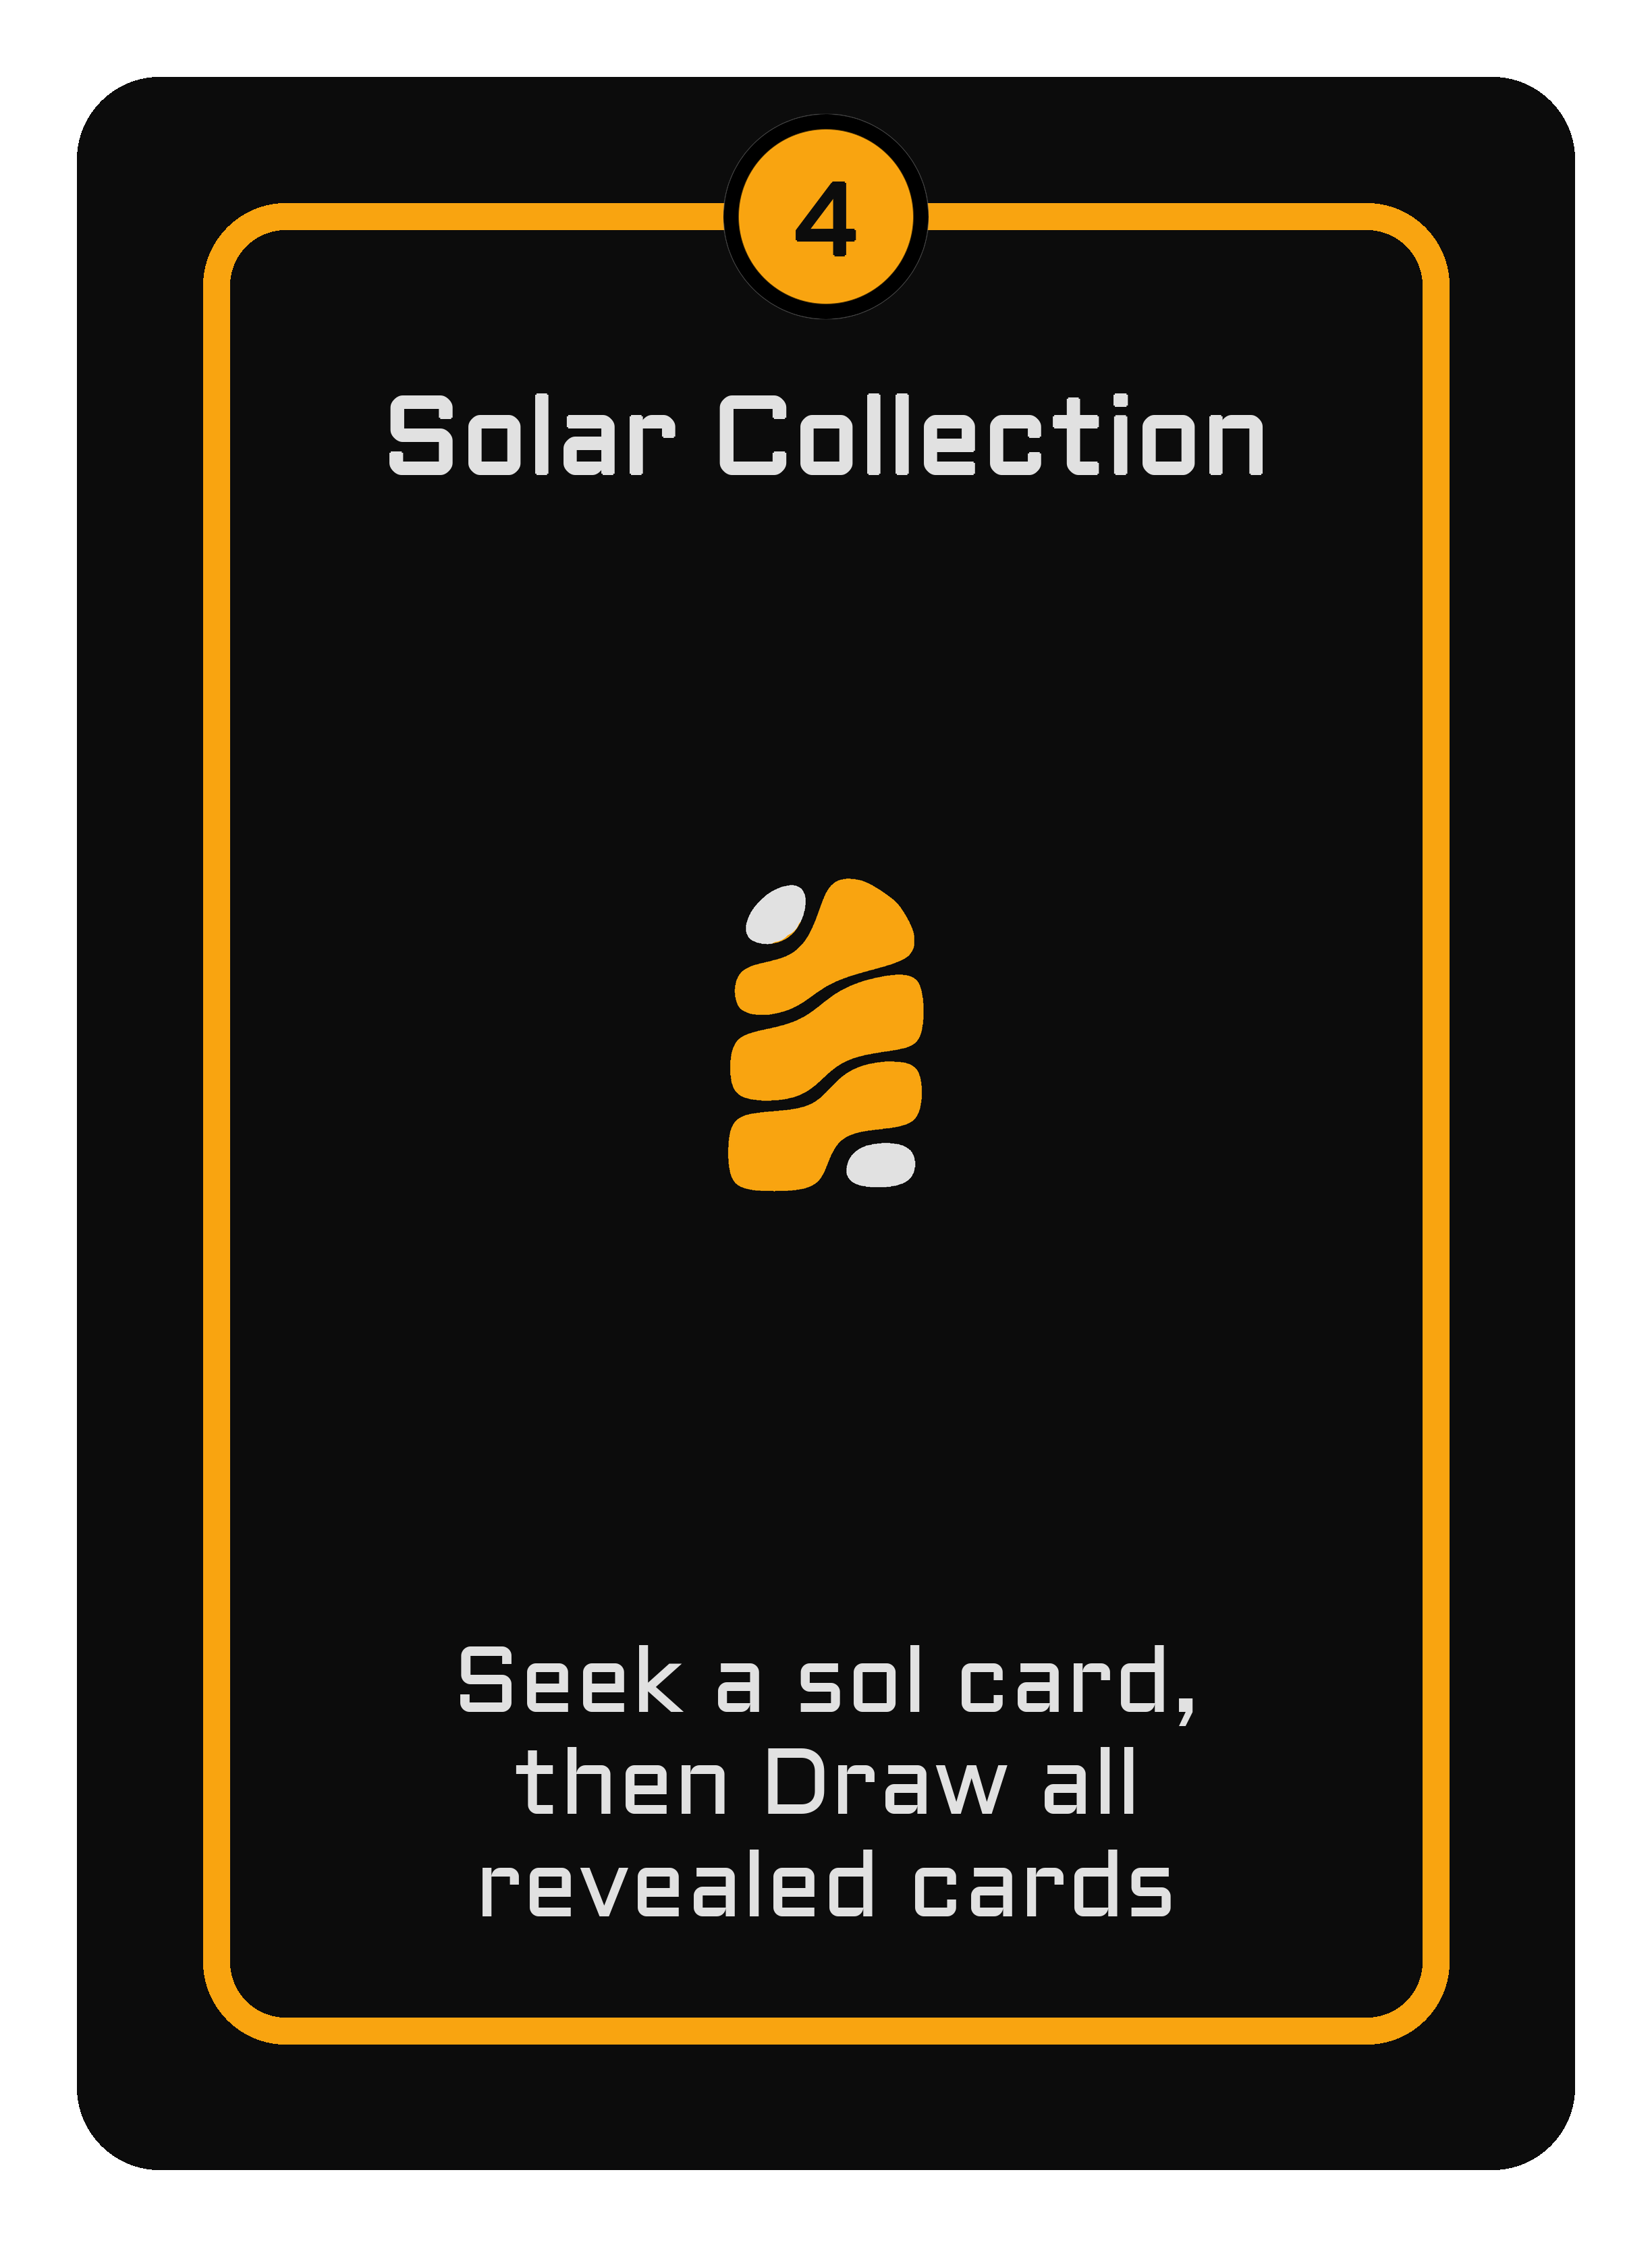 4
Solar Collection
Seek a sol card,
then Draw all
revealed cards